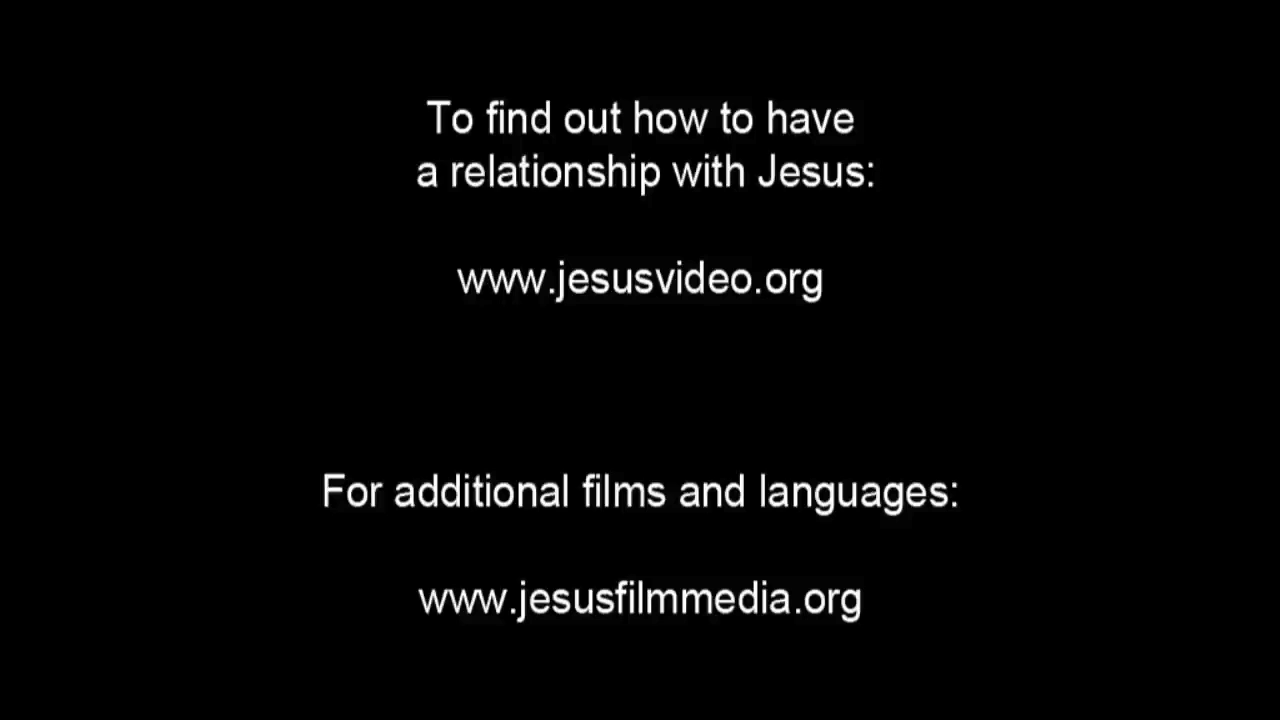 To find out how to have
a relationship with Jesus:
www.jesusvideo.org
For additional films and languages:
www.jesusfilmmedia.org